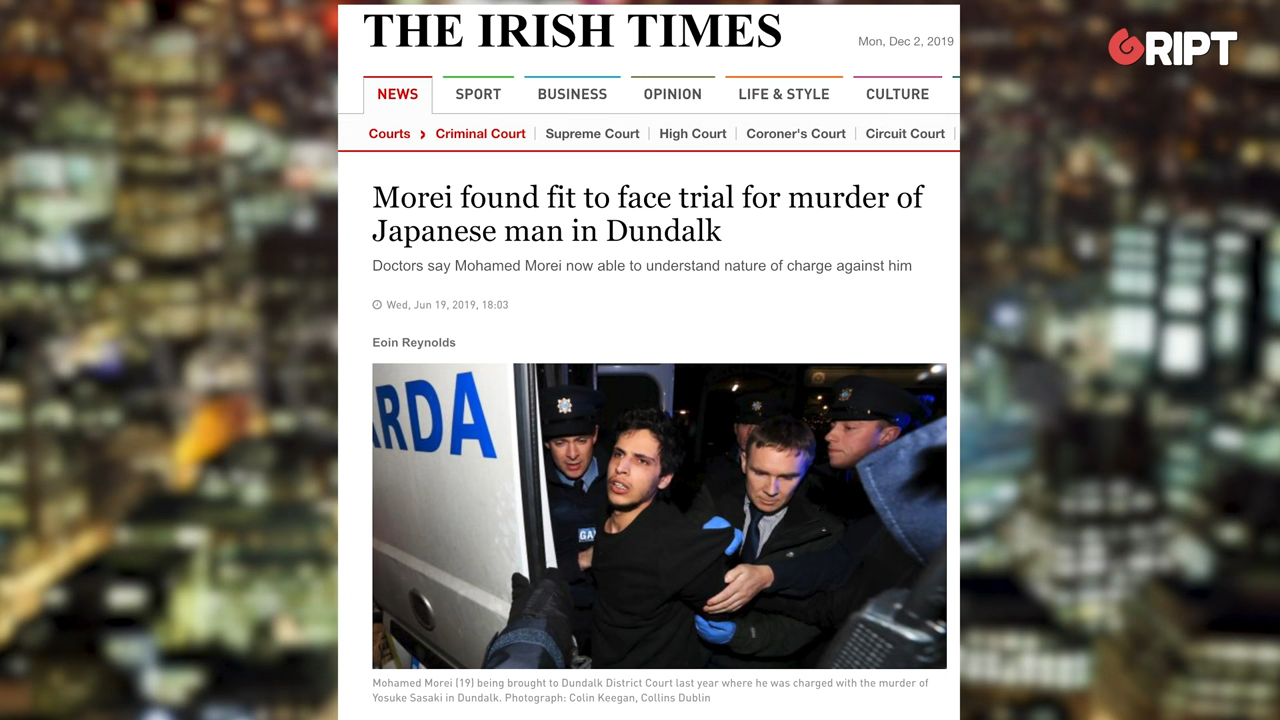 THE IRISH TIMES
Mon, Dec 2, 2019
GRIPT
NEWS
SPORT
BUSINESS
OPINION
LIFE & STYLE
CULTURE
Courts
Criminal Court
Supreme Court
High Court
Coroner's Court
Circuit Court
Morei found fit to face trial for murder of
Japanese man in Dundalk
Doctors say Mohamed Morei now able to understand nature of charge against him
Wed, Jun 19, 2019, 18:03
Eoin Reynolds
ARDA
GA
Mohamed Morei (19) being brought to Dundalk District Court last year where he was charged with the murder of
Yosuke Sasaki in Dundalk. Photograph: Colin Keegan, Collins Dublin